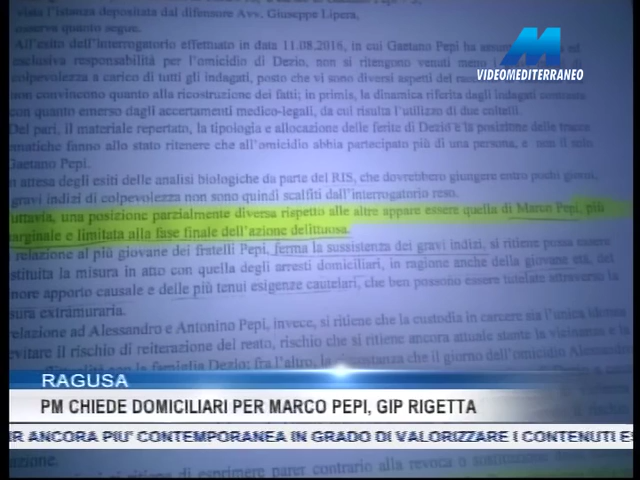 vista l'istanza depositata dal difensore Avv. Giuseppe Lipera,
osserva quanto segue.
All'esito dell'interrogatorio effettuato in data 11.08.2016, in cui Gaetano Pepi ha
esclusiva responsabilità per l'omicidio di Dezio, non si ritengono venuti meno i
colpevolezza a carico di tutti gli indagati, posto che vi sono diversi aspetti del
non convincono quanto alla ricostruzione dei fatti; in primis, la dinamica riferita dagli indagati
con quanto emerso dagli accertamenti medico-legali, da cui risulta l'utilizzo di due coltelli.
Del pari, il materiale repertato, la tipologia e allocazione delle ferite di Dezio e la posizione delle tracce
ematiche fanno allo stato ritenere che all'omicidio abbia partecipato più di una persona, e non il solo
Gaetano Pepi.
n attesa degli esiti delle analisi biologiche da parte del RIS, che dovrebbero giungere entro pochi giorni,
gravi indizi di colpevolezza non sono quindi scalfiti dall'interrogatorio reso.
uttavia, una posizione parzialmente diversa rispetto alle altre appare essere quella di Marco Pepi, più
arginale e limitata alla fase finale dell'azione delittuosa.
relazione al più giovane dei fratelli Pepi, ferma la sussistenza dei gravi indizi, si ritiene possa essere
stituita la misura in atto con quella degli arresti domiciliari, in ragione anche della giovane età, del
nore apporto causale e delle più tenui esigenze cautelari, che ben possono essere tutelate attraverso la
sura extramuraria.
relazione ad Alessandro e Antonino Pepi, invece, si ritiene che la custodia in carcere sia l'unica idonea
evitare il rischio di reiterazione del reato, rischio che si ritiene ancora attuale stante la vicinanza e la
con la famiglia Dezio; fra l'altro, la circostanza che il giorno dell'omicidio Alessandro
VIDEOMEDITERRANEO
RAGUSA
PM CHIEDE DOMICILIARI PER MARCO PEPI, GIP RIGETTA
IR ANCORA PIU' CONTEMPORANEA IN GRADO DI VALORIZZARE I CONTENUTI ES
azione.
si ritiene di esprimere parer contrario alla revoca o sostituzione